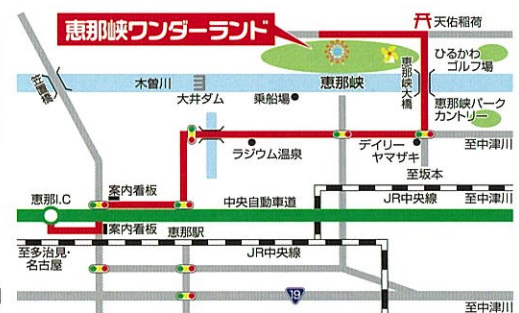 恵那峡ワンダーランド
天佑稲荷
笠置橋
木曽川
大井ダム
乗船場
恵那峡
恵那峡大橋
ひるかわ
ゴルフ場
恵那峡パーク
カントリー
ラジウム温泉
デイリー
ヤマザキ
至中津川
至坂本
恵那I.C
案内看板
中央自動車道
JR中央線
至中津川
案内看板
恵那駅
至多治見・
名古屋
JR中央線
19
至中津川